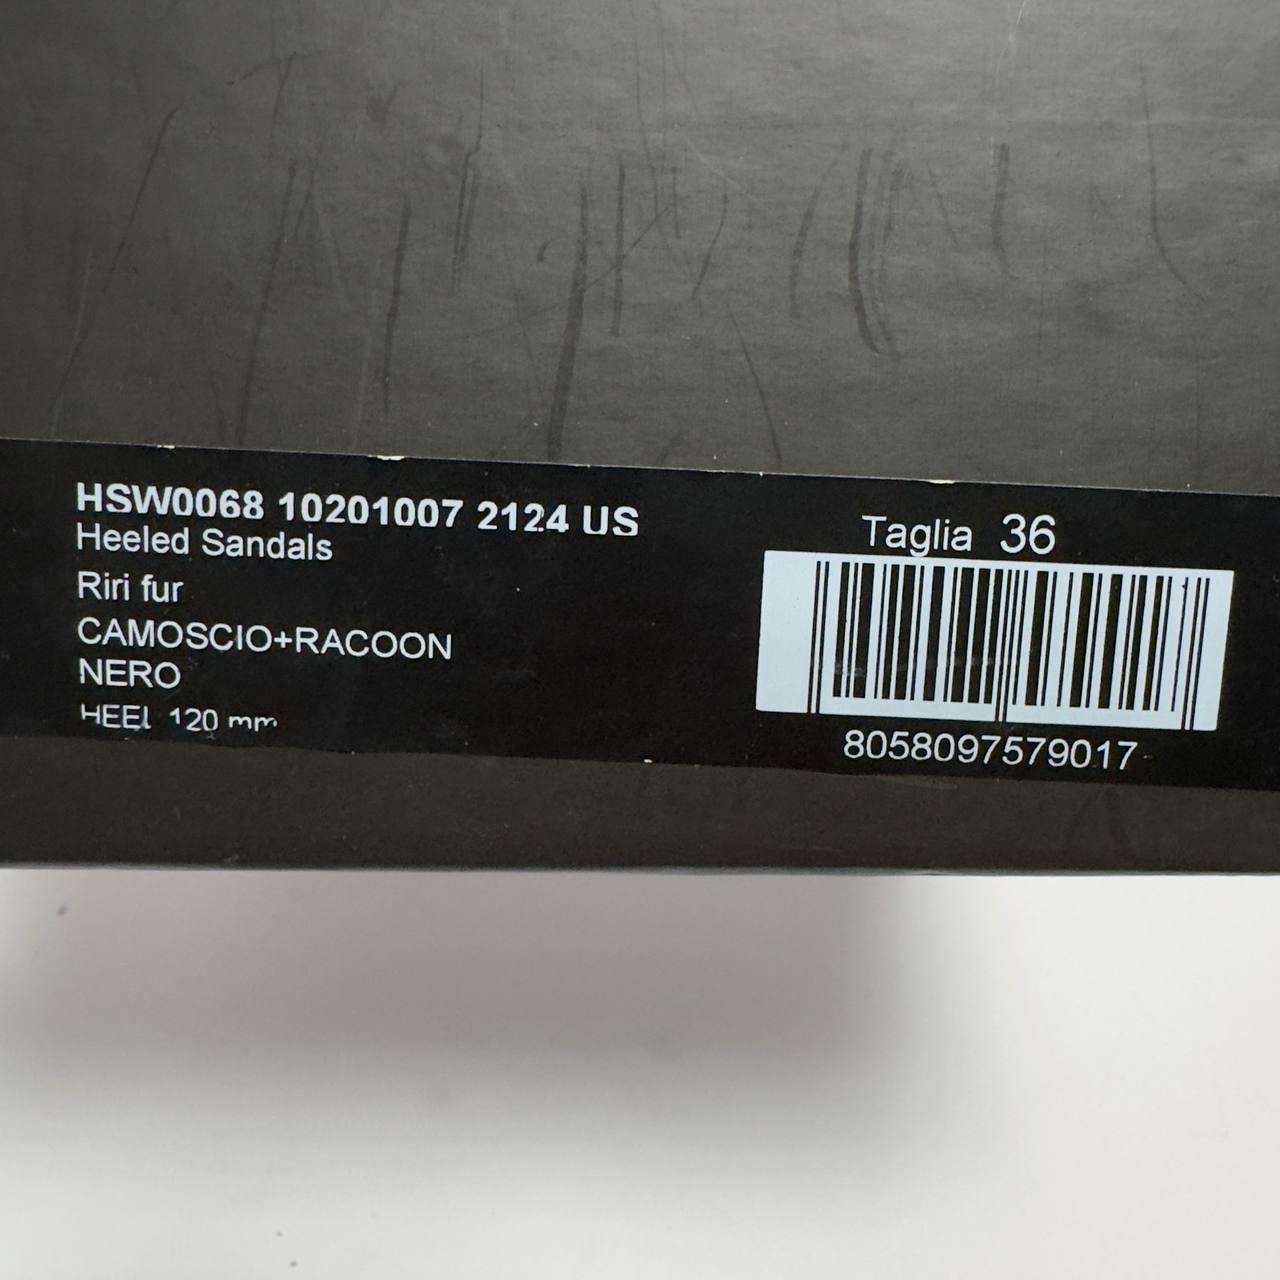 HSW0068 10201007 2124 US
Heeled Sandals
Riri fur
CAMOSCIO+RACOON
NERO
HEEL 120 mm
Taglia 36
8058097579017